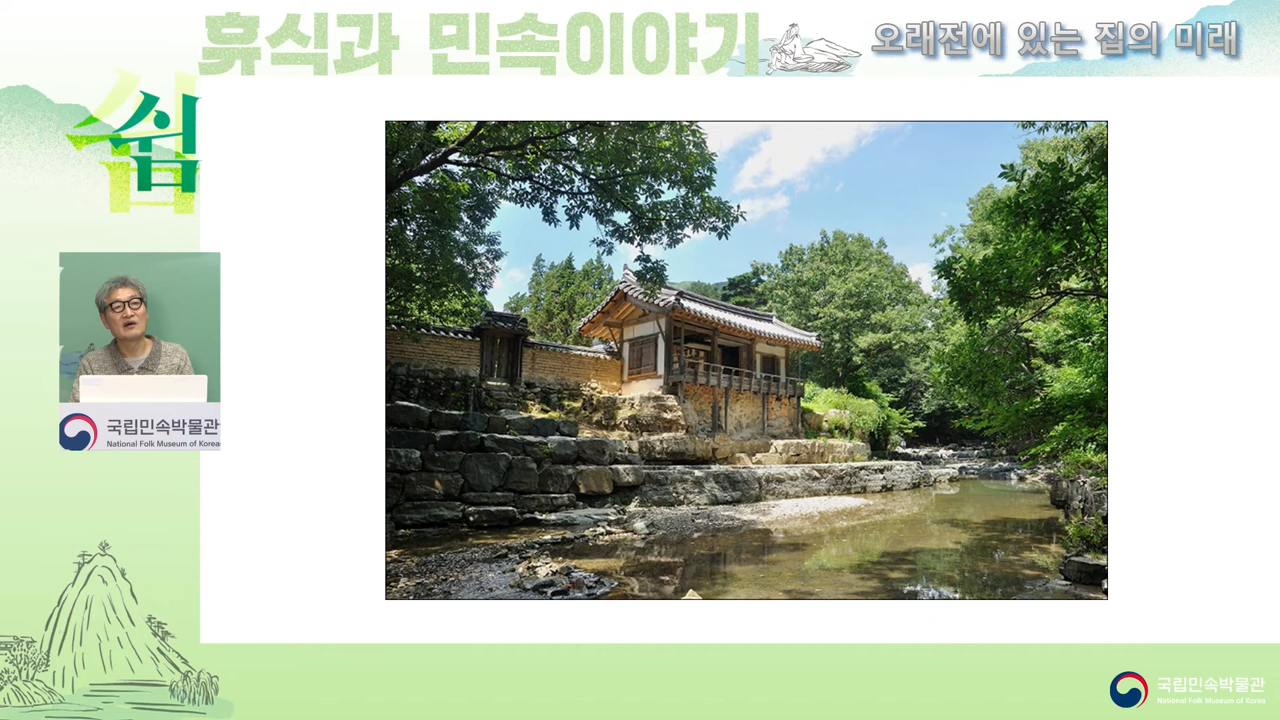 휴식과 민속이야기
오래전에 있는 집의 미래
쉼
국립민속박물관
National Folk Museum of Korea
국립민속박물관
National Folk Museum of Korea